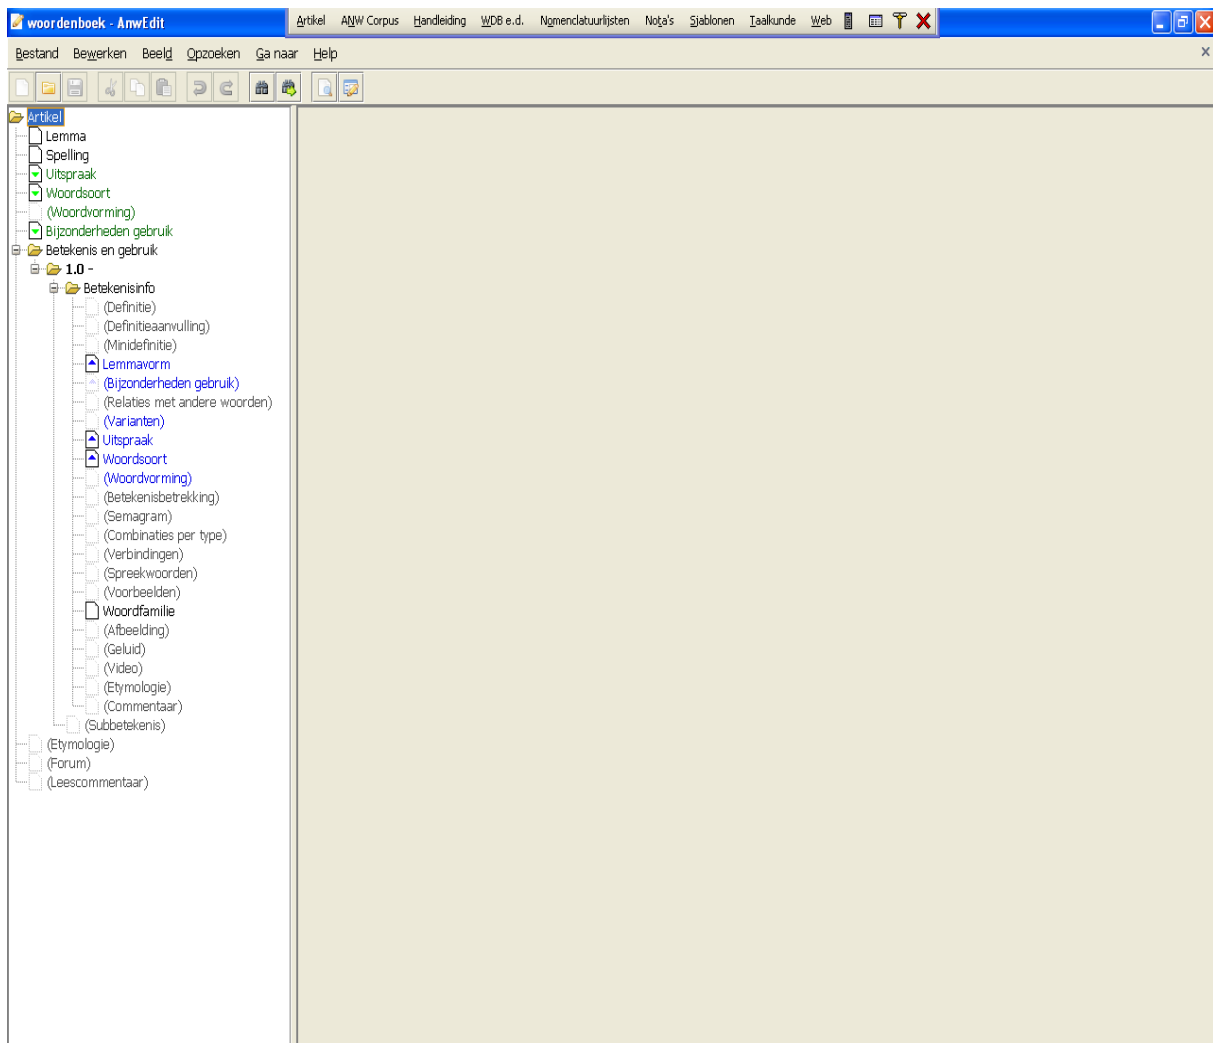 woordenboek - AnwEdit
Artikel ANW Corpus Handleiding WDB e.d. Nomenclatuurlijsten Nota's Sjablonen Taalkunde Web
Bestand Bewerken Beeld Opzoeken Ga naar Help
Artikel
Lemma
Spelling
Uitspraak
Woordsoort
(Woordvorming)
Bijzonderheden gebruik
Betekenis en gebruik
1.0 -
Betekenisinfo
(Definitie)
(Definitieaanvulling)
(Minidefinitie)
Lemmavorm
(Bijzonderheden gebruik)
(Relaties met andere woorden)
(Varianten)
Uitspraak
Woordsoort
(Woordvorming)
(Betekenisbetrekking)
(Semagram)
(Combinaties per type)
(Verbindingen)
(Spreekwoorden)
(Voorbeelden)
Woordfamilie
(Afbeelding)
(Geluid)
(Video)
(Etymologie)
(Commentaar)
(Subbetekenis)
(Etymologie)
(Forum)
(Leescommentaar)